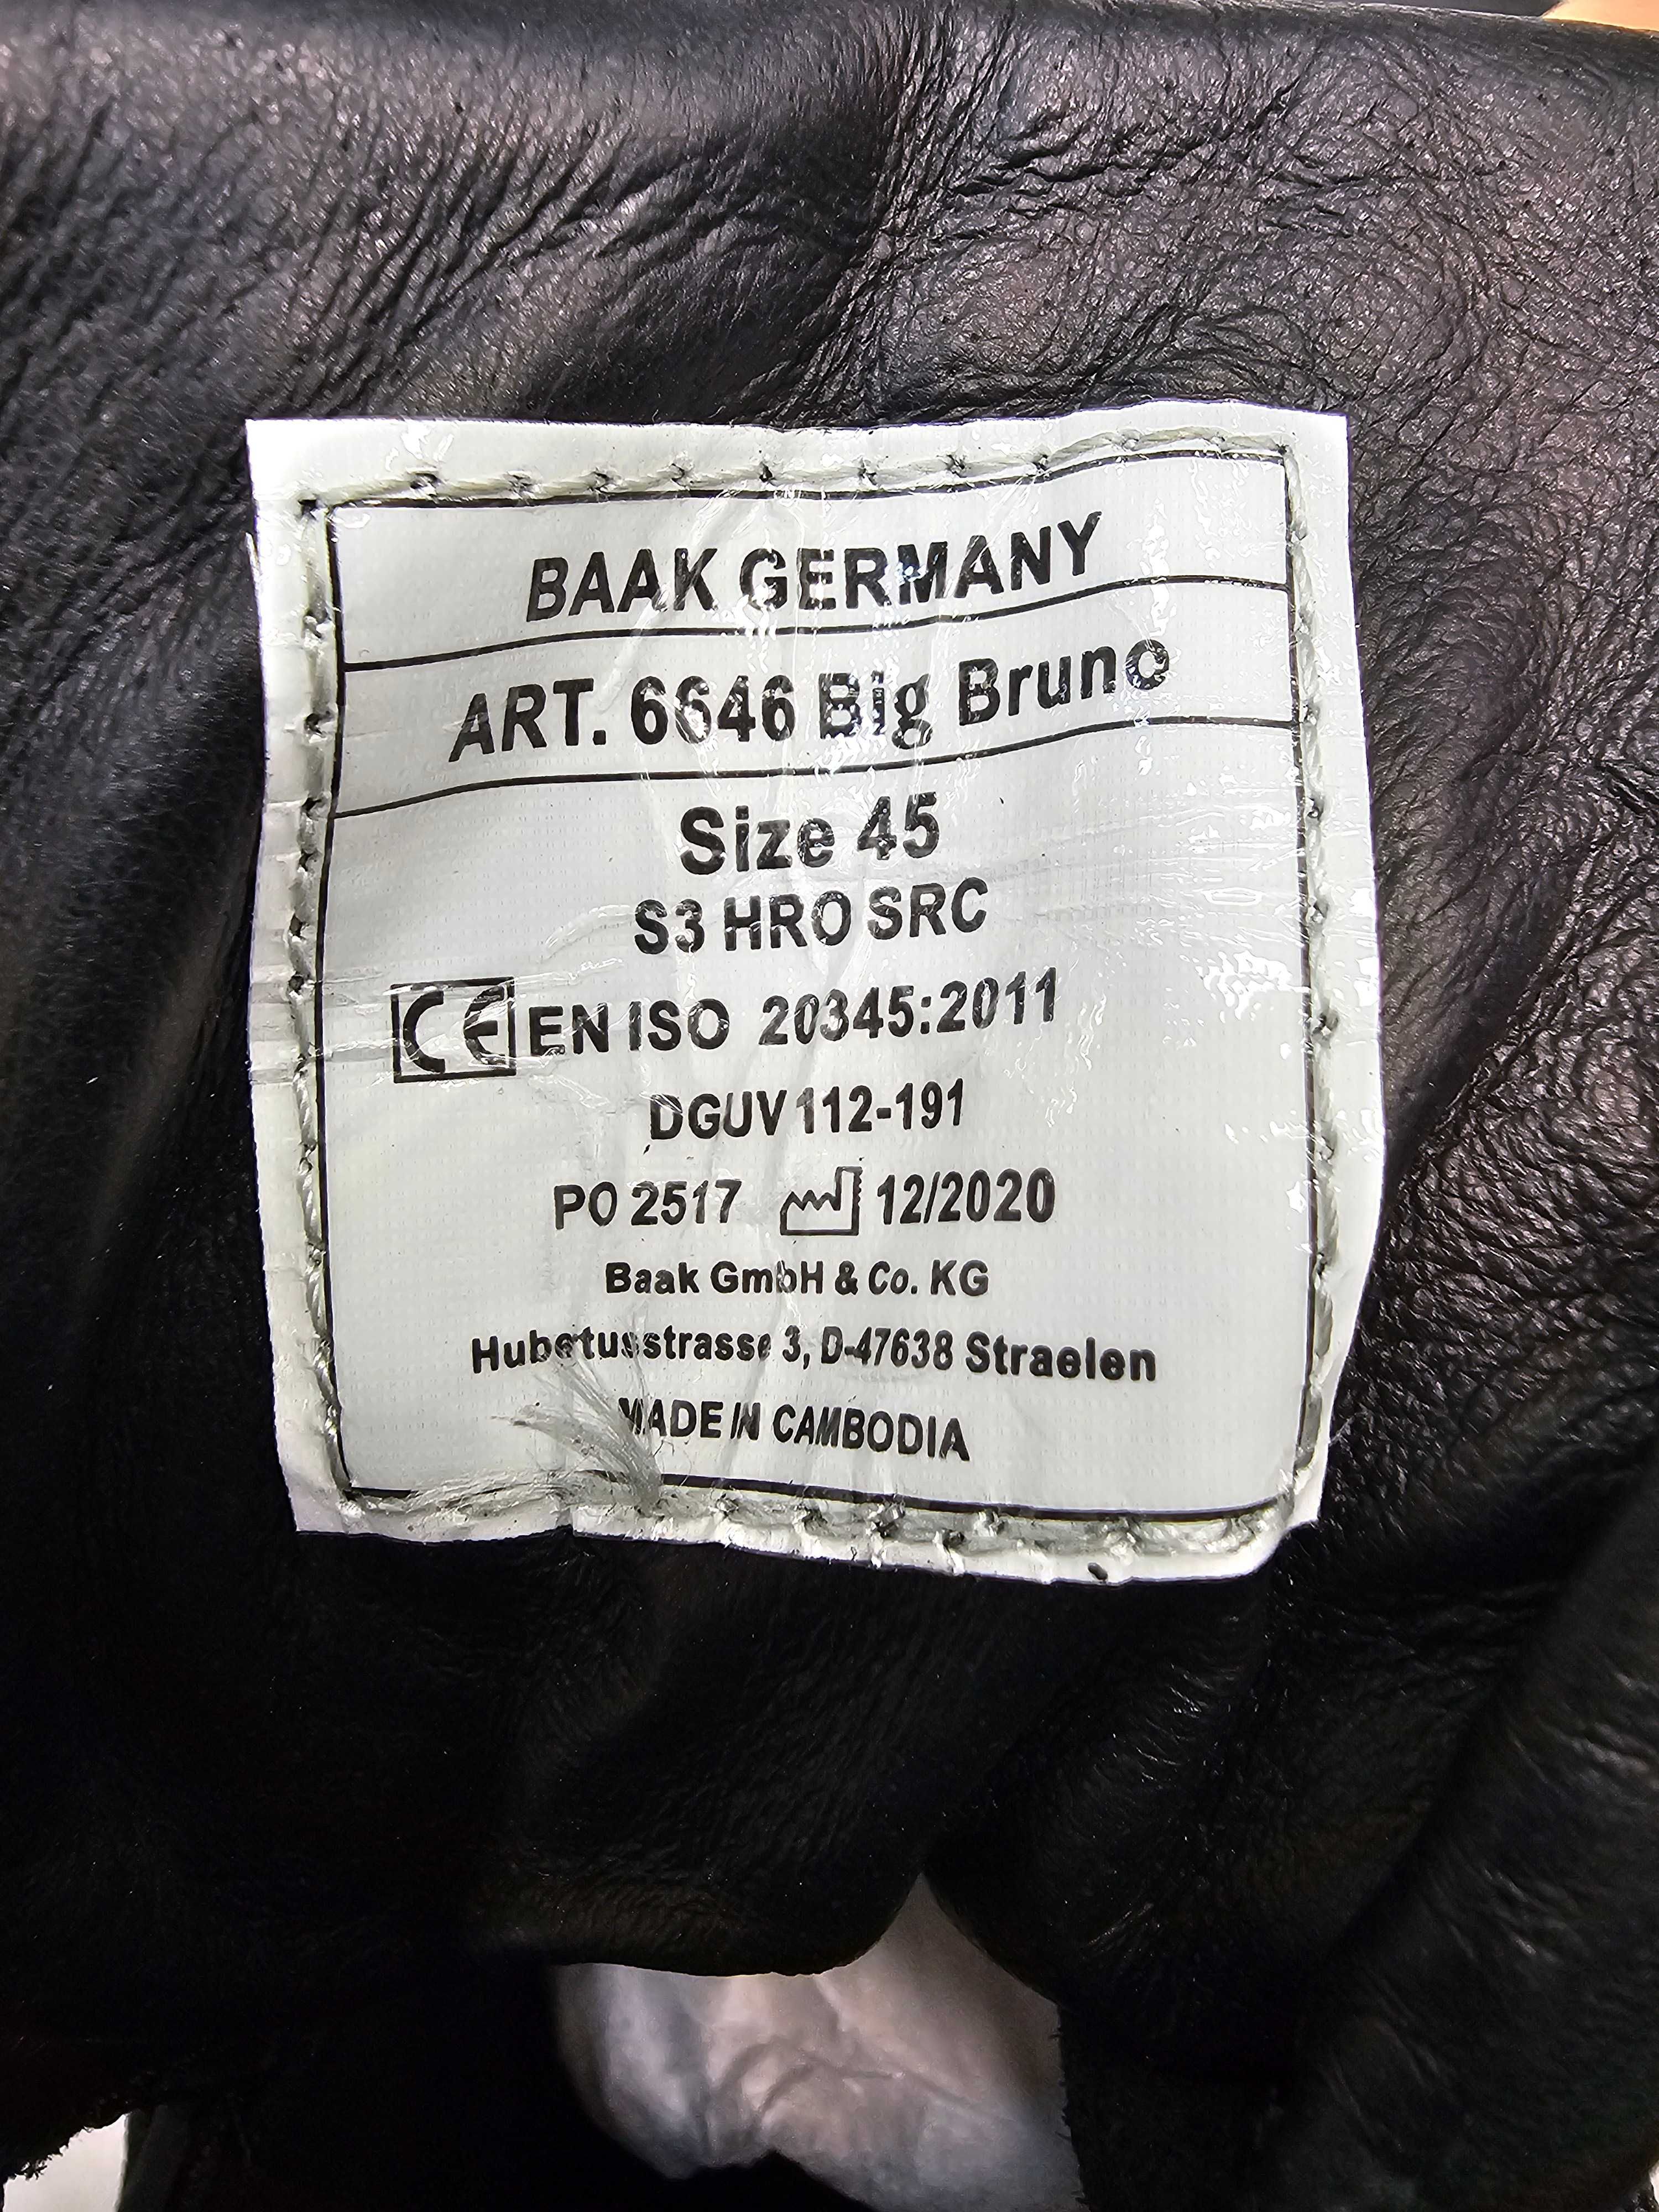 BAAK GERMANY
ART. 6646 Big Bruno
Size 45
S3 HRO SRC
CE EN ISO 20345:2011
DGUV 112-191
PO 2517 12/2020
Baak GmbH & Co. KG
Hubetusstrasse 3, D-47638 Straelen
MADE IN CAMBODIA